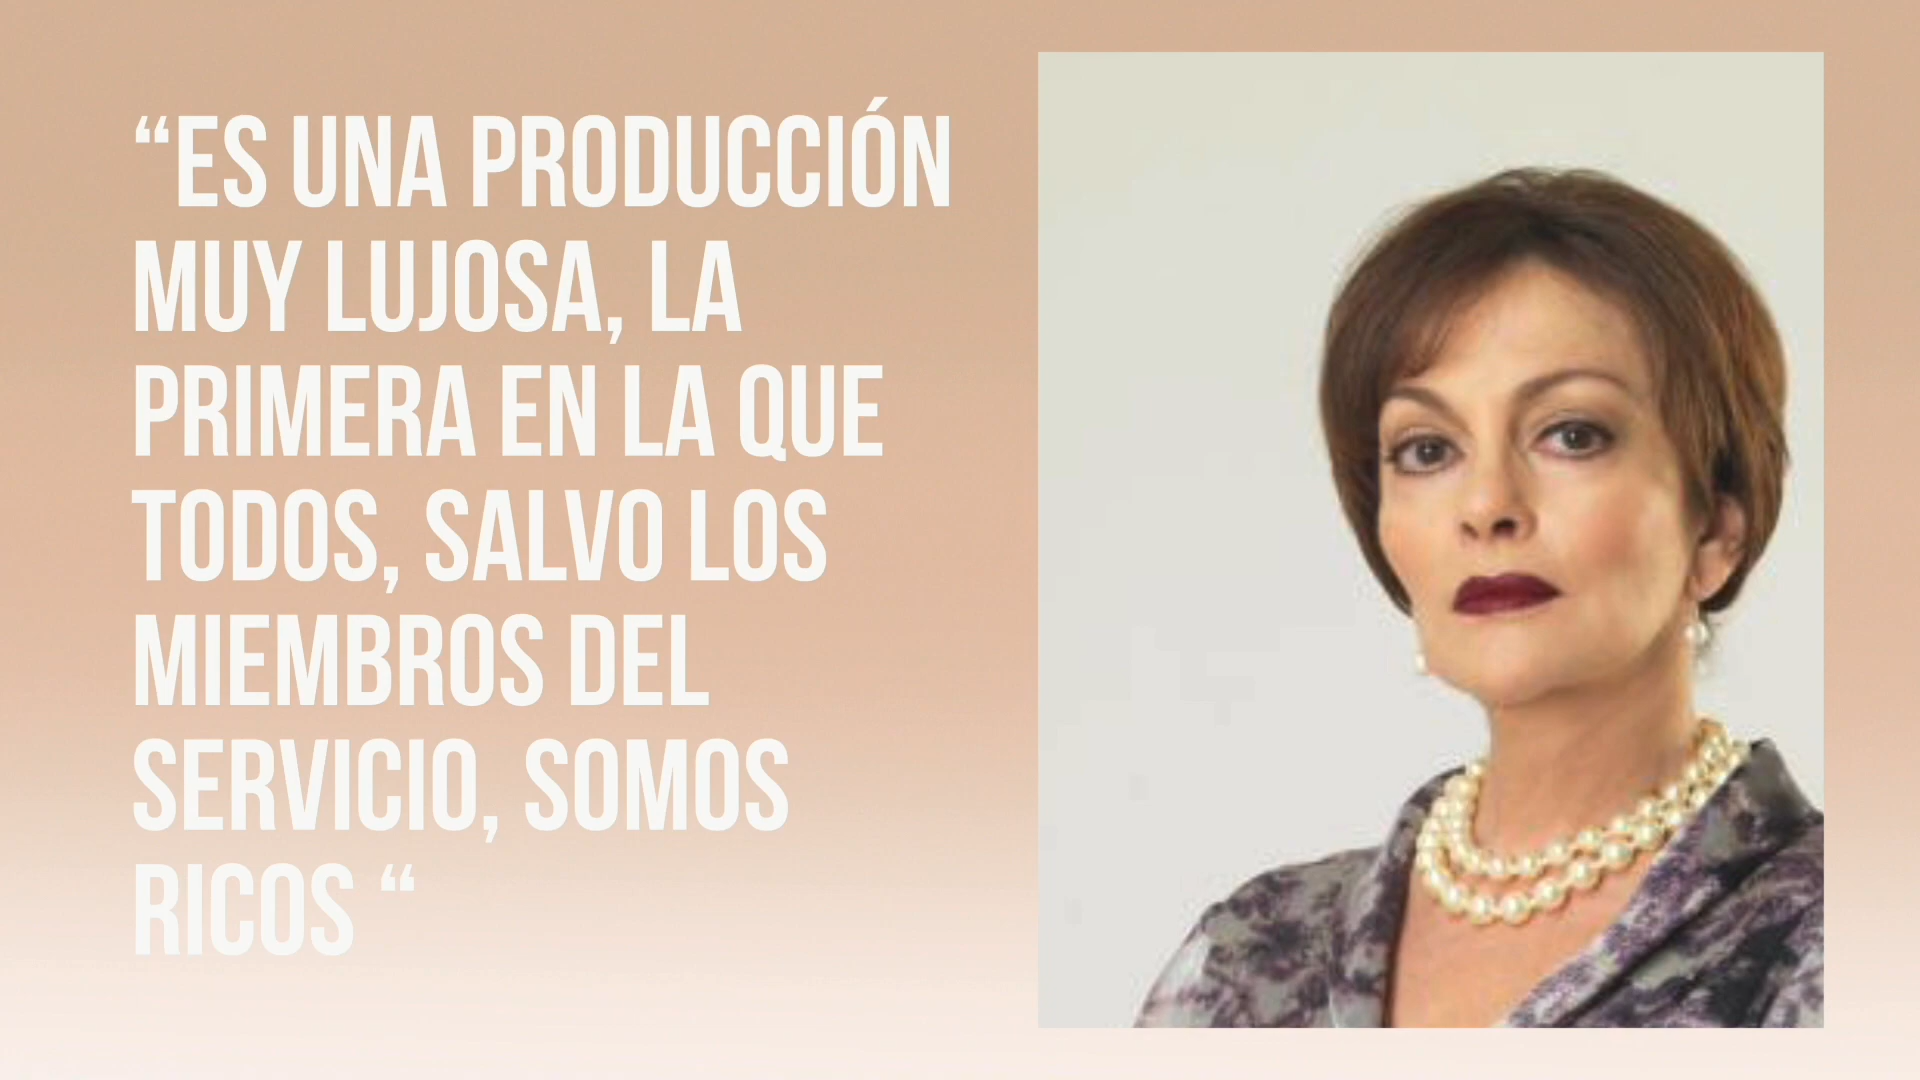 “ES UNA PRODUCCIÓN
MUY LUJOSA, LA
PRIMERA EN LA QUE
TODOS, SALVO LOS
MIEMBROS DEL
SERVICIO, SOMOS
RICOS “